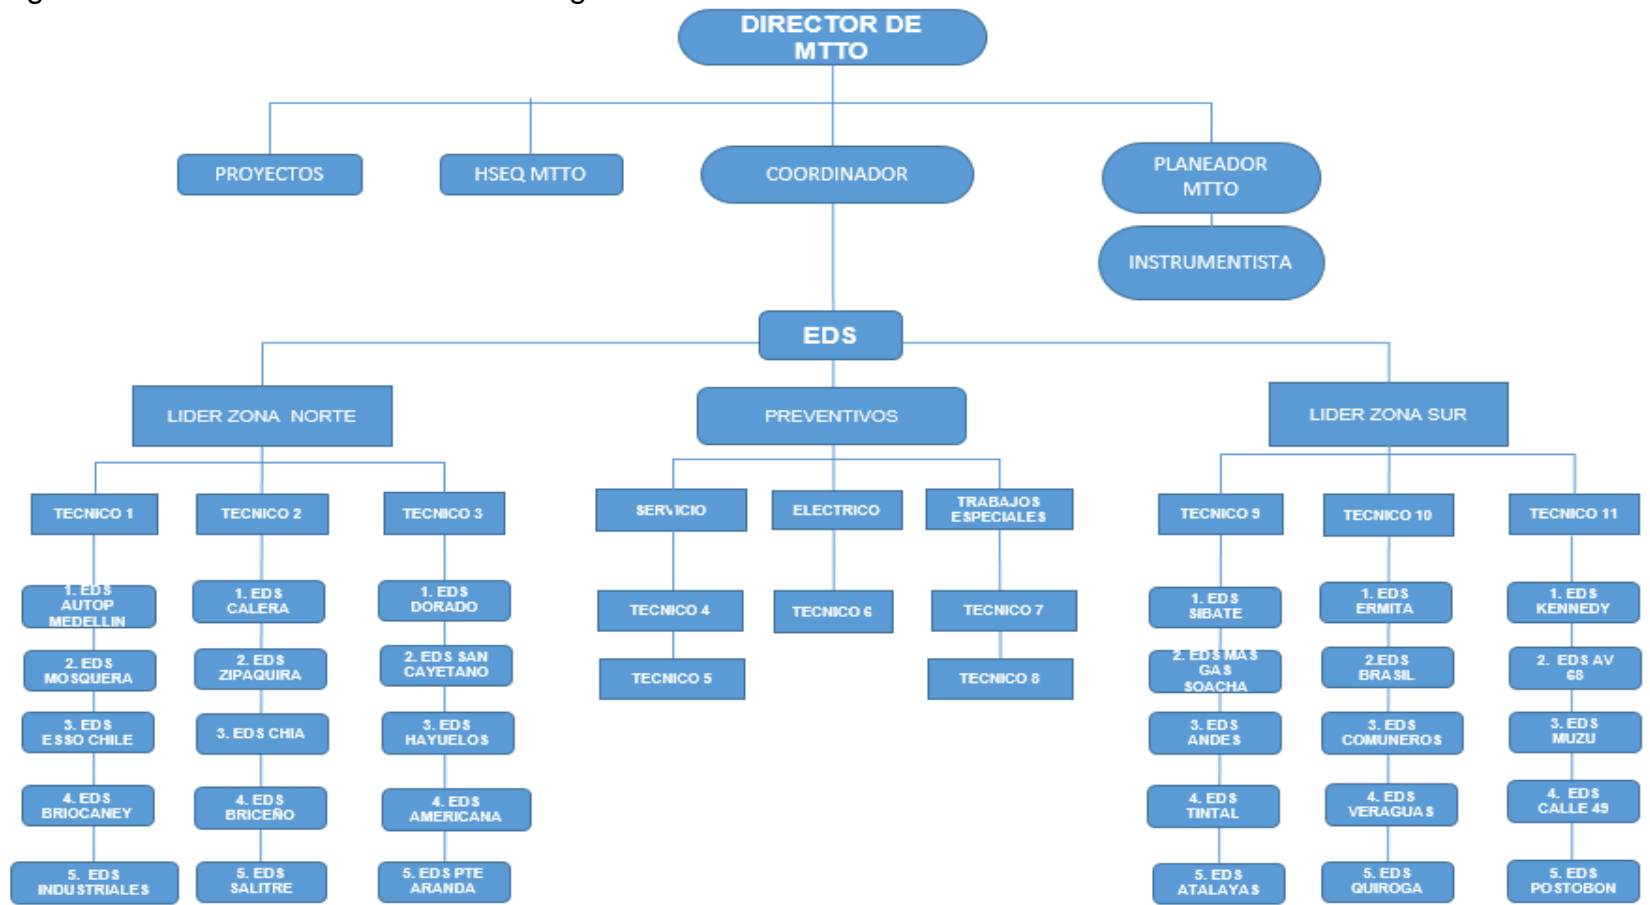 DIRECTOR DE
MTTO
PROYECTOS
HSEQ MTTO
COORDINADOR
PLANEADOR
MTTO
INSTRUMENTISTA
EDS
LIDER ZONA NORTE
PREVENTIVOS
LIDER ZONA SUR
TECNICO 1
TECNICO 2
TECNICO 3
SERVICIO
ELECTRICO
TRABAJOS
ESPECIALES
TECNICO 9
TECNICO 10
TECNICO 11
1. EDS
AUTOP
MEDELLIN
2. EDS
MOSQUERA
3. EDS
ESSO CHILE
4. EDS
BRIOCANEY
5. EDS
INDUSTRIALES
1. EDS
CALERA
2. EDS
ZIPAQUIRA
3. EDS CHIA
4. EDS
BRICEÑO
5. EDS
SALITRE
1. EDS
DORADO
2. EDS SAN
CAYETANO
3. EDS
HAYUELOS
4. EDS
AMERICANA
5. EDS PTE
ARANDA
TECNICO 4
TECNICO 5
TECNICO 6
TECNICO 7
TECNICO 8
1. EDS
SIBATE
2. EDS MAS
GAS
SOACHA
3. EDS
ANDES
4. EDS
TINTAL
5. EDS
ATALAYAS
1. EDS
ERMITA
2.EDS
BRASIL
3. EDS
COMUNEROS
4. EDS
VERAGUAS
5. EDS
QUIROGA
1. EDS
KENNEDY
2. EDS AV
68
3. EDS
MUZU
4. EDS
CALLE 49
5. EDS
POSTOBON